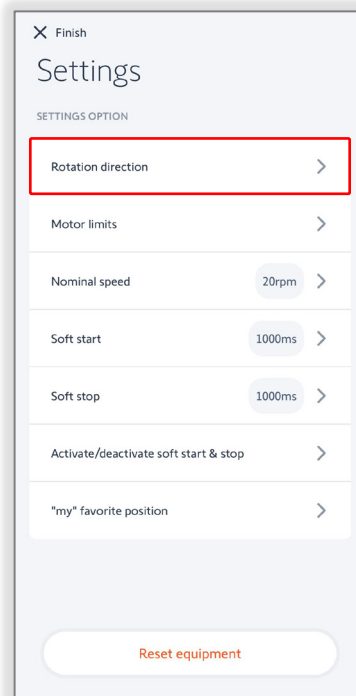 Finish
Settings
SETTINGS OPTION
Rotation direction
Motor limits
Nominal speed 20rpm
Soft start 1000ms
Soft stop 1000ms
Activate/deactivate soft start & stop
"my" favorite position
Reset equipment